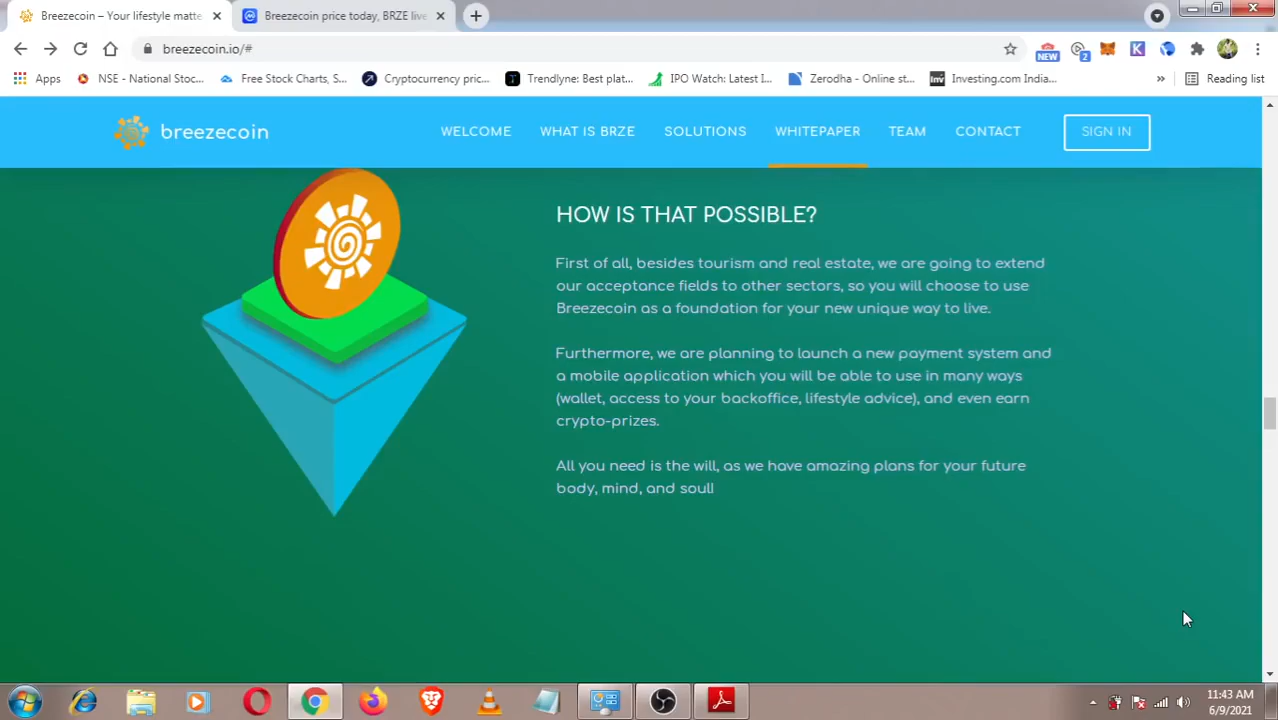 Breezecoin – Your lifestyle matte
Breezecoin price today, BRZE live
breezecoin.io/#
NEW
2
K
Apps
NSE - National Stoc...
Free Stock Charts, S...
Cryptocurrency pric...
Trendlyne: Best plat...
IPO Watch: Latest I...
Zerodha - Online st...
Inv
Investing.com India...
»
Reading list
breezecoin
WELCOME
WHAT IS BRZE
SOLUTIONS
WHITEPAPER
TEAM
CONTACT
SIGN IN
HOW IS THAT POSSIBLE?
First of all, besides tourism and real estate, we are going to extend
our acceptance fields to other sectors, so you will choose to use
Breezecoin as a foundation for your new unique way to live.
Furthermore, we are planning to launch a new payment system and
a mobile application which you will be able to use in many ways
(wallet, access to your backoffice, lifestyle advice), and even earn
crypto-prizes.
All you need is the will, as we have amazing plans for your future
body, mind, and soul!
11:43 AM
6/9/2021